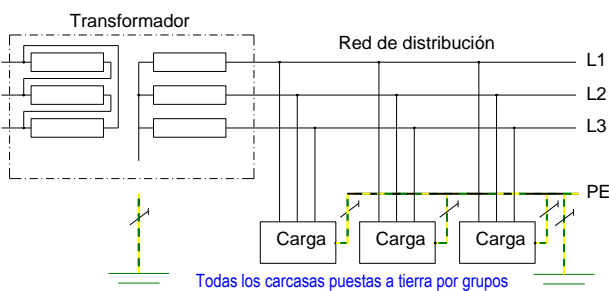 Transformador
Red de distribución
L1
L2
L3
PE
Carga
Carga
Carga
Todas los carcasas puestas a tierra por grupos